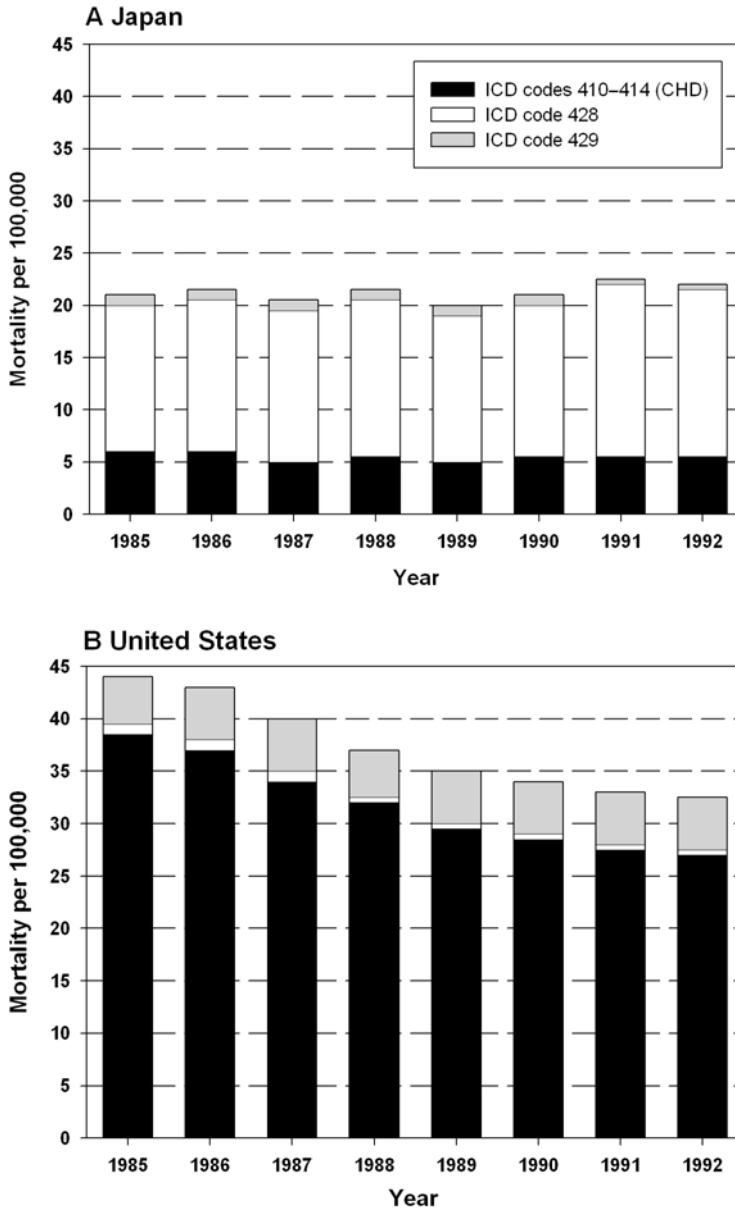 A Japan
45
40
35
30
25
20
15
10
5
0
Mortality per 100,000
ICD codes 410–414 (CHD)
ICD code 428
ICD code 429
1985 1986 1987 1988 1989 1990 1991 1992
Year
B United States
45
40
35
30
25
20
15
10
5
0
Mortality per 100,000
1985 1986 1987 1988 1989 1990 1991 1992
Year